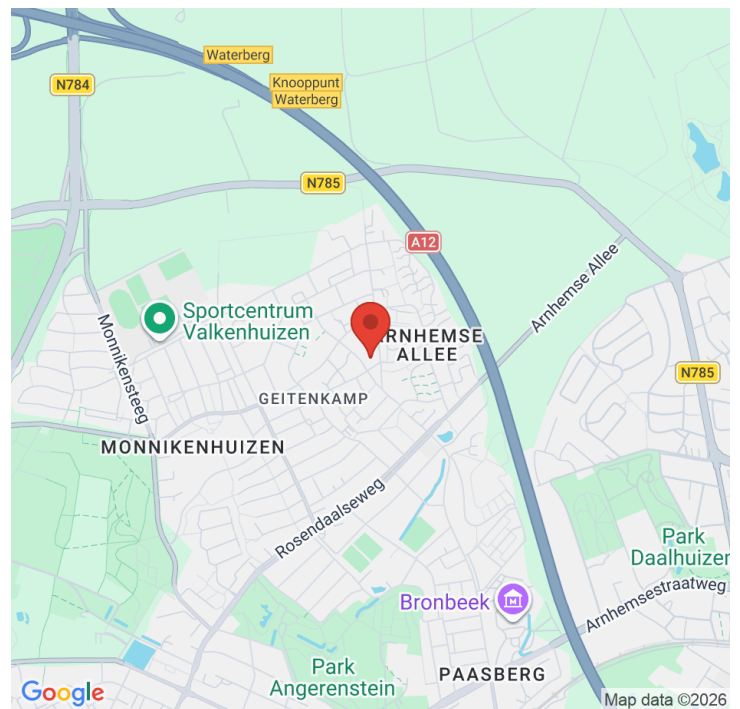 Waterberg
N784
Knooppunt
Waterberg
N785
A12
Arnhemse Allee
Sportcentrum
Valkenhuizen
Monnikensteeg
ARNHEMSE
ALLEE
N785
GEITENKAMP
MONNIKENHUIZEN
Rosendaalseweg
Park
Daalhuizen
Bronbeek
Arnhemsestraatweg
Park
Angerenstein
PAASBERG
Google
Map data ©2026